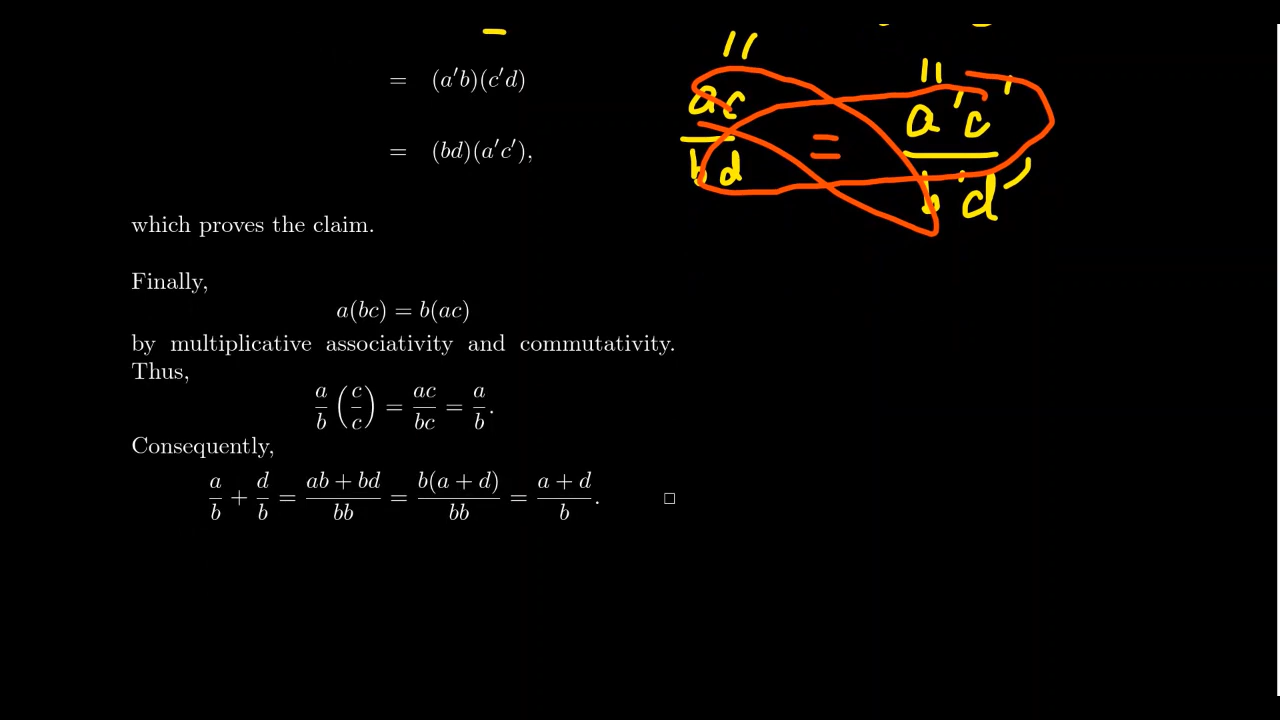 = (a′b)(c′d)
= (bd)(a′c′),
which proves the claim.
Finally,
a(bc) = b(ac)
by multiplicative associativity and commutativity.
Thus,
a/b (c/c) = ac/bc = a/b.
Consequently,
a/b + d/b = (ab + bd)/bb = b(a + d)/bb = (a + d)/b. □
ac/bd = a′c′/b′d′